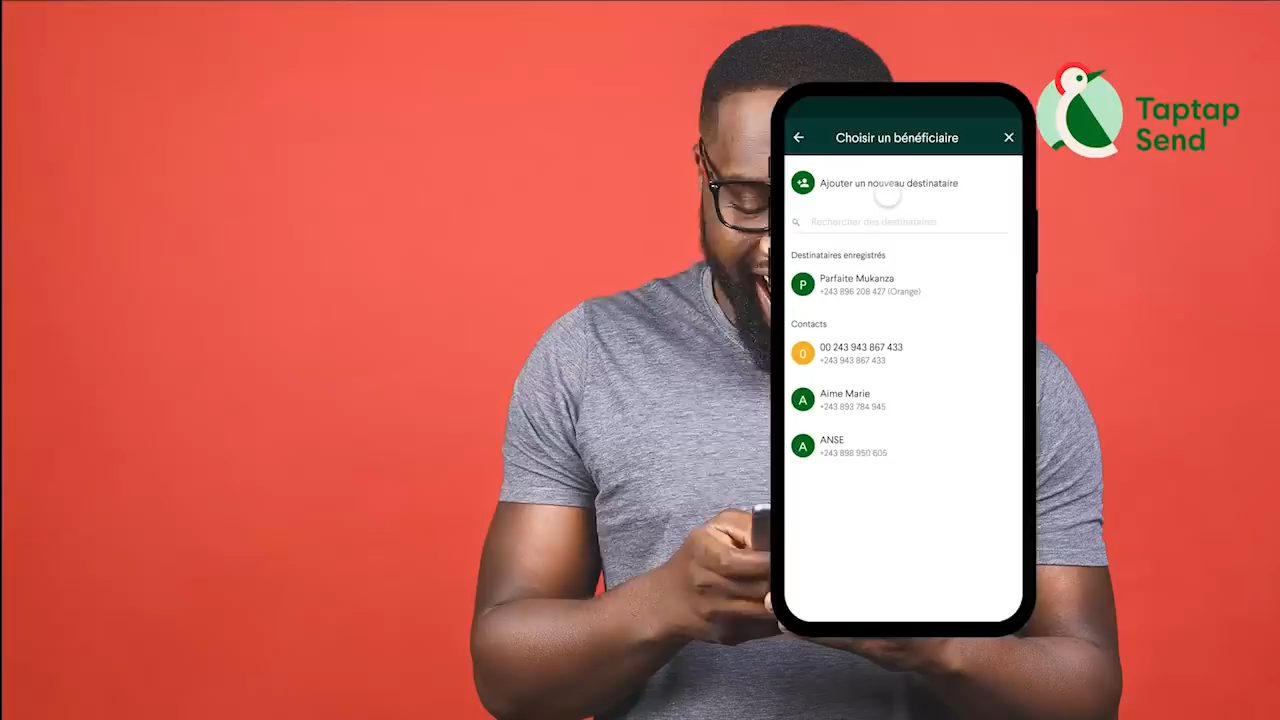 Taptap
Send
Choisir un bénéficiaire
Ajouter un nouveau destinataire
Rechercher des destinataires
Destinataires enregistrés
P
Parfaite Mukanza
+243 896 208 427 (Orange)
Contacts
0
00 243 943 867 433
+243 943 867 433
A
Aime Marie
+243 893 784 945
A
ANSE
+243 898 950 605